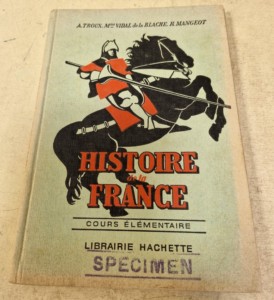 A. TROUX, Mlle VIDAL de la BLACHE, H. MANGEOT
HISTOIRE
de la
FRANCE
COURS ÉLÉMENTAIRE
LIBRAIRIE HACHETTE
SPECIMEN